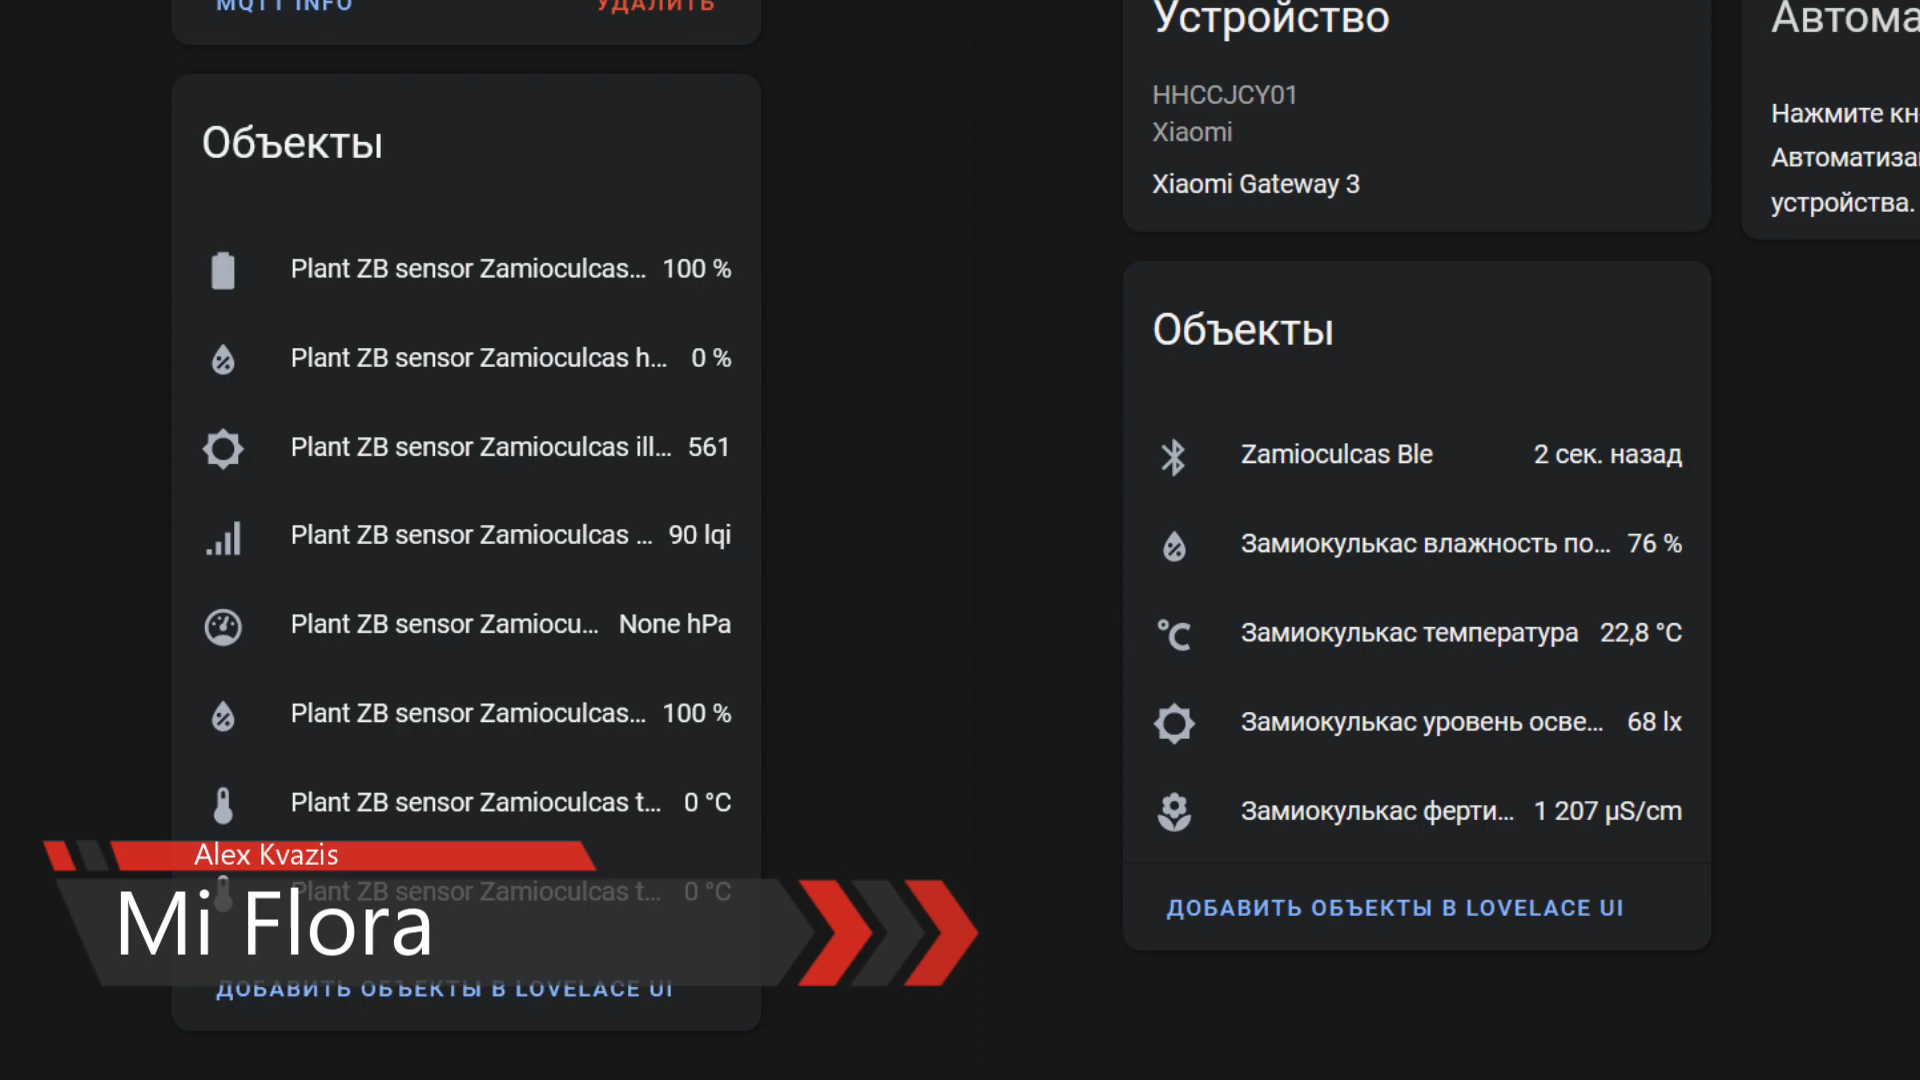 MQTT INFO
УДАЛИТЬ
Объекты
Plant ZB sensor Zamioculcas... 100 %
Plant ZB sensor Zamioculcas h... 0 %
Plant ZB sensor Zamioculcas ill... 561
Plant ZB sensor Zamioculcas ... 90 lqi
Plant ZB sensor Zamiocu... None hPa
Plant ZB sensor Zamioculcas... 100 %
Plant ZB sensor Zamioculcas t... 0 °C
Plant ZB sensor Zamioculcas t... 0 °C
ДОБАВИТЬ ОБЪЕКТЫ В LOVELACE UI
Alex Kvazis
Mi Flora
Устройство
HHCCJCY01
Xiaomi
Xiaomi Gateway 3
Объекты
Zamioculcas Ble 2 сек. назад
Замиокулькас влажность по... 76 %
Замиокулькас температура 22,8 °C
Замиокулькас уровень осве... 68 lx
Замиокулькас ферти... 1 207 µS/cm
ДОБАВИТЬ ОБЪЕКТЫ В LOVELACE UI
Автома
Нажмите кн
Автоматиза
устройства.